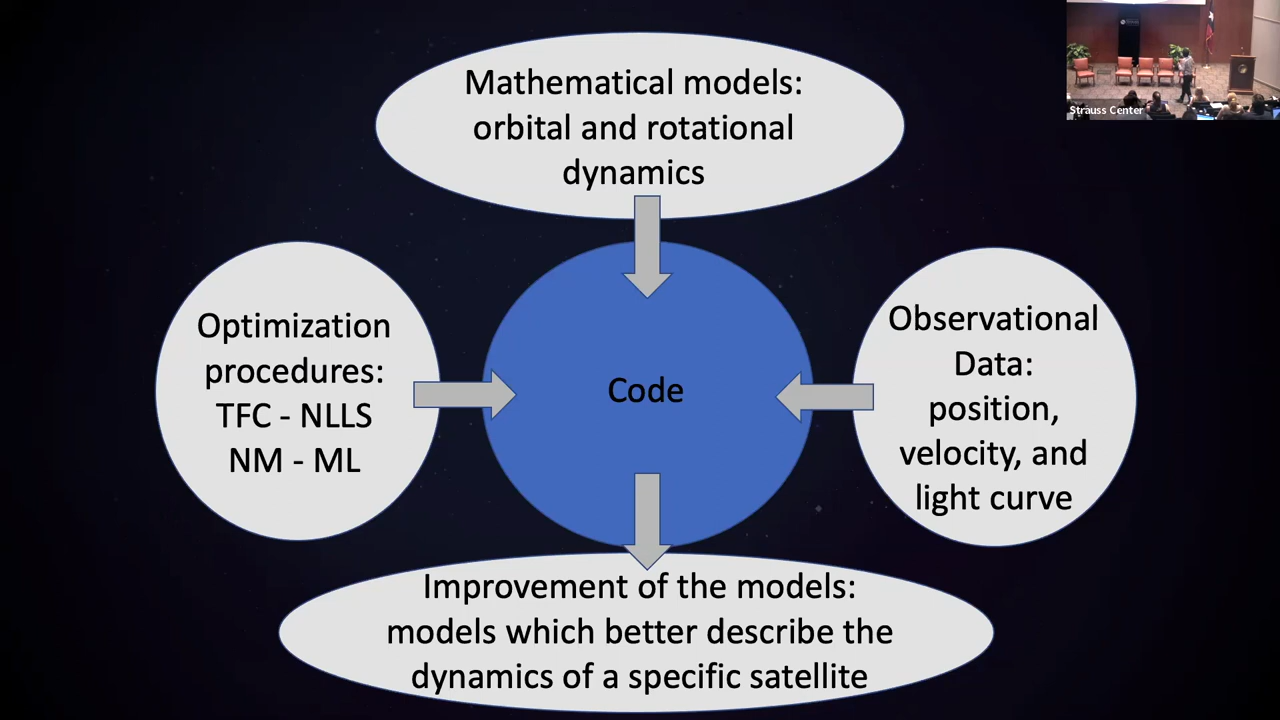 Mathematical models:
orbital and rotational
dynamics
Strauss Center
Optimization
procedures:
TFC - NLLS
NM - ML
Code
Observational
Data:
position,
velocity, and
light curve
Improvement of the models:
models which better describe the
dynamics of a specific satellite